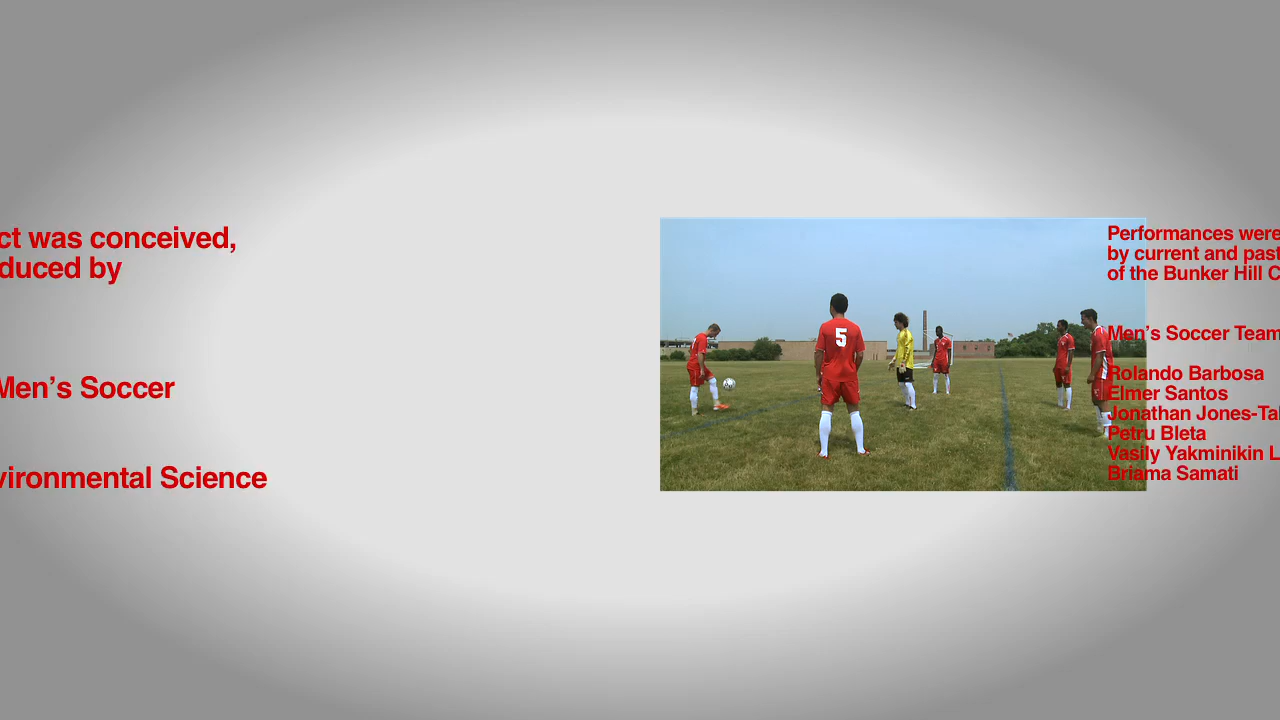 ct was conceived,
duced by
Men’s Soccer
vironmental Science
5
Performances were
by current and past
of the Bunker Hill C
Men’s Soccer Team
Rolando Barbosa
Elmer Santos
Jonathan Jones-Tal
Petru Bleta
Vasily Yakminikin L
Briama Samati